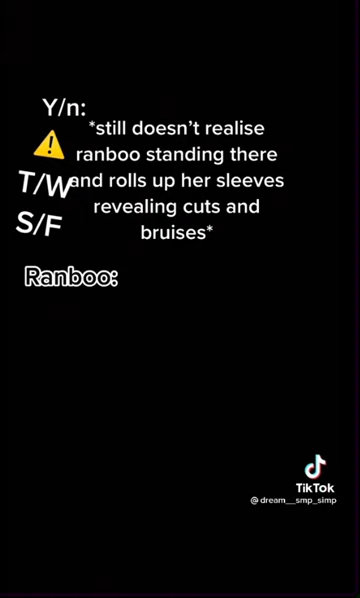 Y/n:
*still doesn't realise
ranboo standing there
and rolls up her sleeves
revealing cuts and
bruises*
T/W
S/F
Ranboo:
TikTok
@dream__smp_simp